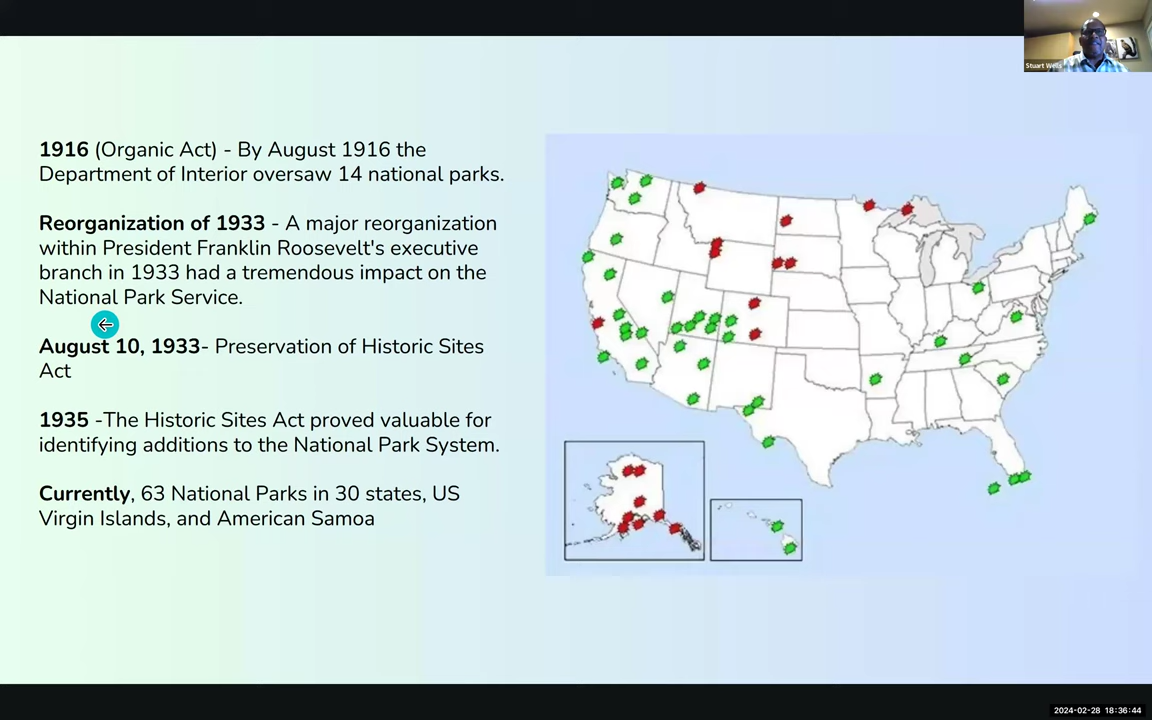 Stuart Wells
1916 (Organic Act) - By August 1916 the
Department of Interior oversaw 14 national parks.
Reorganization of 1933 - A major reorganization
within President Franklin Roosevelt's executive
branch in 1933 had a tremendous impact on the
National Park Service.
August 10, 1933- Preservation of Historic Sites
Act
1935 -The Historic Sites Act proved valuable for
identifying additions to the National Park System.
Currently, 63 National Parks in 30 states, US
Virgin Islands, and American Samoa
2024-02-28 18:36:44